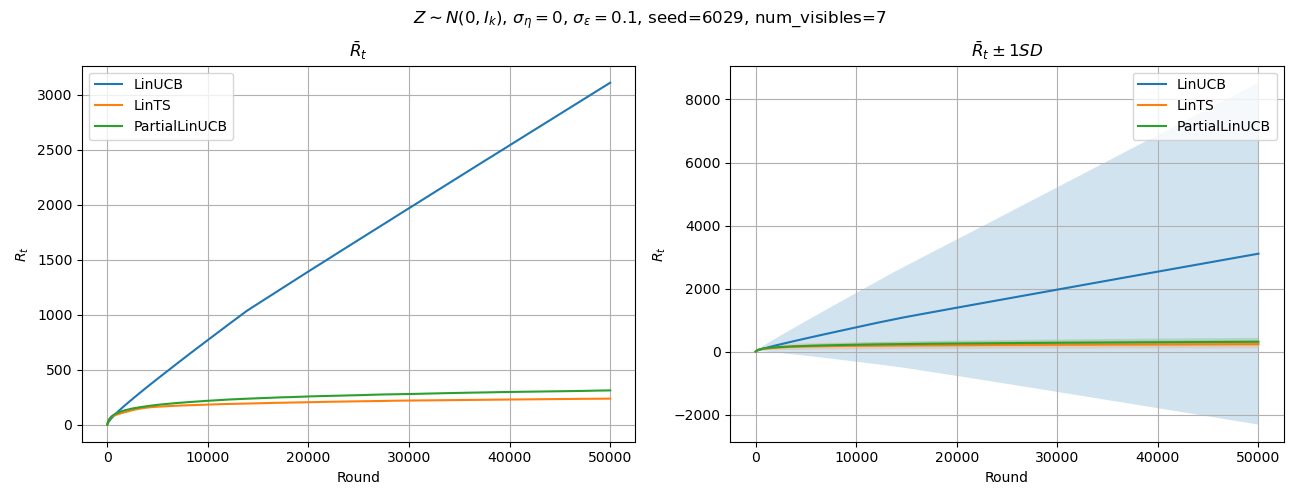 Z ∼ N(0, I_k), σ_η = 0, σ_ε = 0.1, seed=6029, num_visibles=7
R̄_t
LinUCB
LinTS
PartialLinUCB
R_t
3000
2500
2000
1500
1000
500
0
0 10000 20000 30000 40000 50000
Round
R̄_t ± 1SD
LinUCB
LinTS
PartialLinUCB
R_t
8000
6000
4000
2000
0
−2000
0 10000 20000 30000 40000 50000
Round